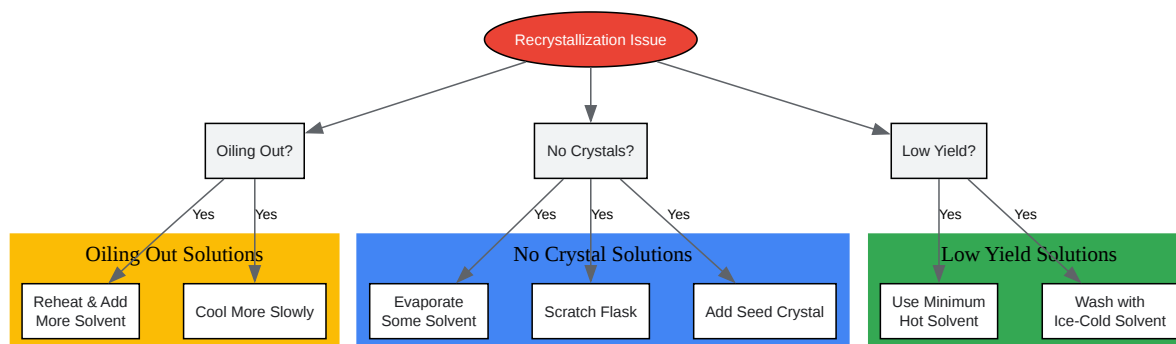 Recrystallization Issue
Oiling Out?
No Crystals?
Low Yield?
Yes
Yes
Yes
Yes
Yes
Yes
Yes
Oiling Out Solutions
No Crystal Solutions
Low Yield Solutions
Reheat & Add
More Solvent
Cool More Slowly
Evaporate
Some Solvent
Scratch Flask
Add Seed Crystal
Use Minimum
Hot Solvent
Wash with
Ice-Cold Solvent